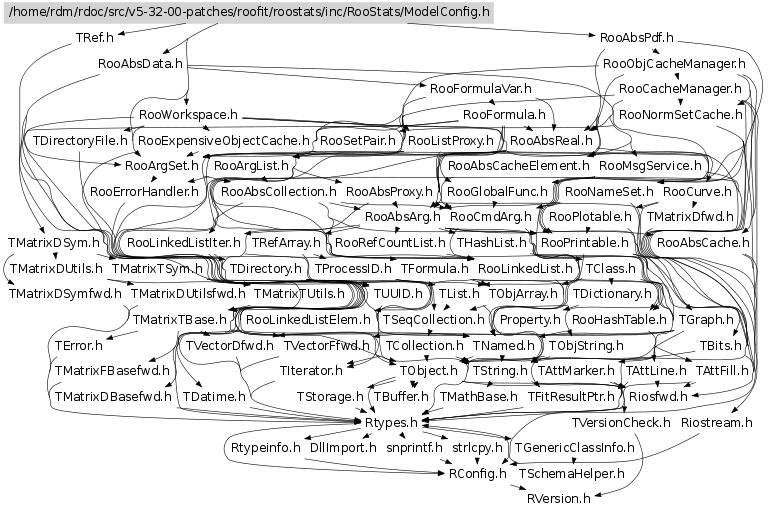 /home/rdm/rdoc/src/v5-32-00-patches/roofit/roostats/inc/RooStats/ModelConfig.h
TRef.h RooAbsPdf.h
RooAbsData.h RooObjCacheManager.h
RooFormulaVar.h RooCacheManager.h
RooWorkspace.h RooFormula.h RooNormSetCache.h
TDirectoryFile.h RooExpensiveObjectCache.h RooSetPair.h RooListProxy.h RooAbsReal.h
RooArgSet.h RooArgList.h RooAbsCacheElement.h RooMsgService.h
RooErrorHandler.h RooAbsCollection.h RooAbsProxy.h RooGlobalFunc.h RooNameSet.h RooCurve.h
RooAbsArg.h RooCmdArg.h RooPlotable.h TMatrixDfwd.h
TMatrixDSym.h RooLinkedListIter.h TRefArray.h RooRefCountList.h THashList.h RooPrintable.h RooAbsCache.h
TMatrixDUtils.h TMatrixTSym.h TDirectory.h TProcessID.h TFormula.h RooLinkedList.h TClass.h
TMatrixDSymfwd.h TMatrixDUtilsfwd.h TMatrixTUtils.h TUUID.h TList.h TObjArray.h TDictionary.h
TMatrixTBase.h RooLinkedListElem.h TSeqCollection.h Property.h RooHashTable.h TGraph.h
TError.h TVectorDfwd.h TVectorFfwd.h TCollection.h TNamed.h TObjString.h TBits.h
TMatrixFBasefwd.h TIterator.h TObject.h TString.h TAttMarker.h TAttLine.h TAttFill.h
TMatrixDBasefwd.h TDatime.h TStorage.h TBuffer.h TMathBase.h TFitResultPtr.h Riosfwd.h
Rtypes.h TVersionCheck.h Riostream.h
Rtypeinfo.h DllImport.h snprintf.h strlcpy.h TGenericClassInfo.h
RConfig.h TSchemaHelper.h
RVersion.h